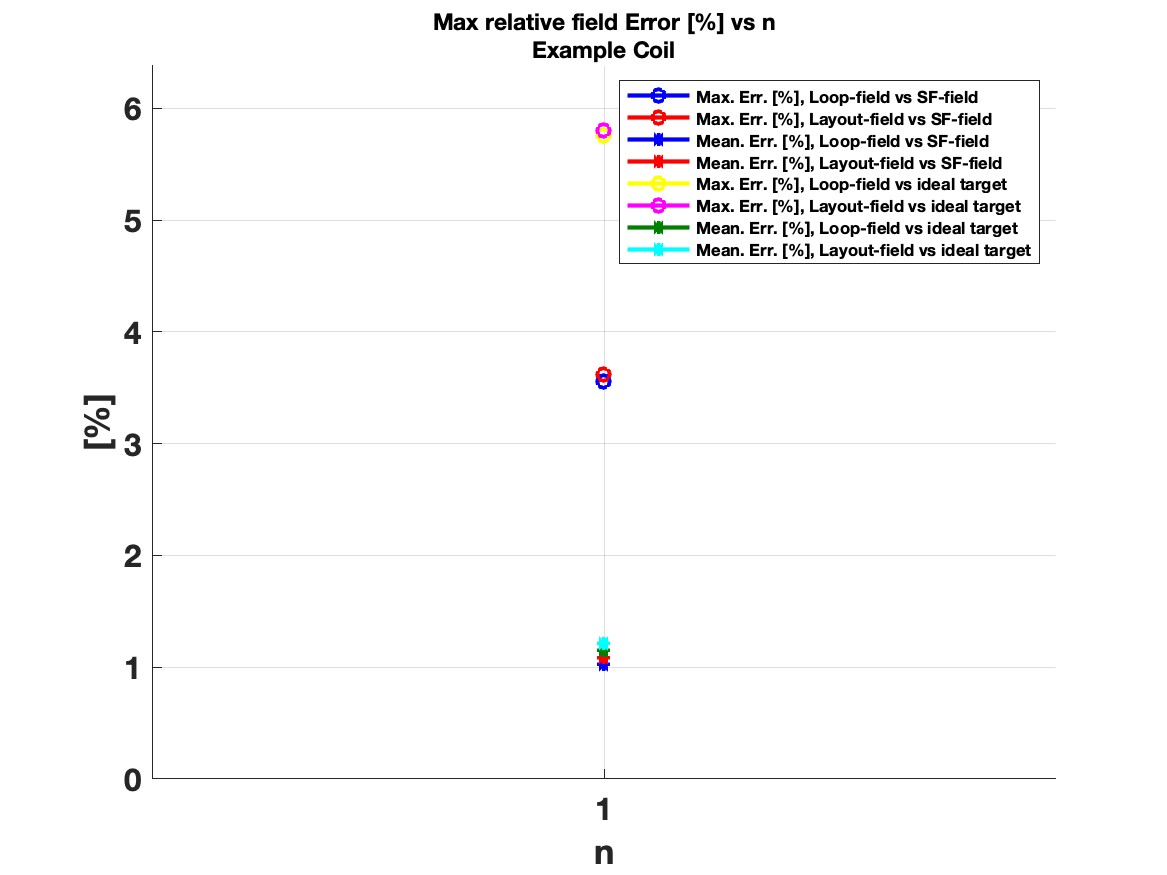 Max relative field Error [%] vs n
Example Coil
Max. Err. [%], Loop-field vs SF-field
Max. Err. [%], Layout-field vs SF-field
Mean. Err. [%], Loop-field vs SF-field
Mean. Err. [%], Layout-field vs SF-field
Max. Err. [%], Loop-field vs ideal target
Max. Err. [%], Layout-field vs ideal target
Mean. Err. [%], Loop-field vs ideal target
Mean. Err. [%], Layout-field vs ideal target
6
5
4
3
2
1
0
[%]
1
n